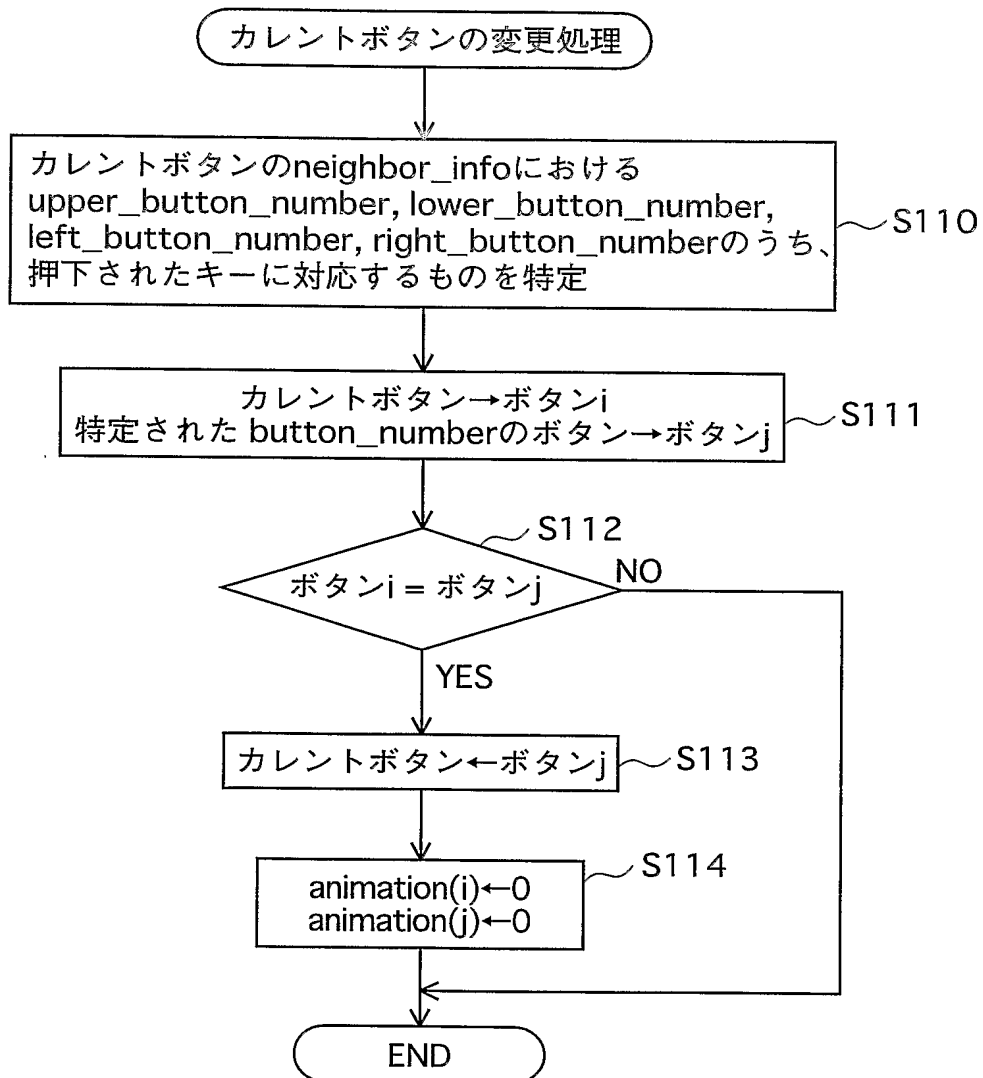 カレントボタンの変更処理
カレントボタンのneighbor_infoにおける
upper_button_number, lower_button_number,
left_button_number, right_button_numberのうち、
押下されたキーに対応するものを特定
S110
カレントボタン→ボタンi
特定された button_numberのボタン→ボタンj
S111
S112
ボタンi = ボタンj
NO
YES
カレントボタン←ボタンj
S113
animation(i)←0
animation(j)←0
S114
END